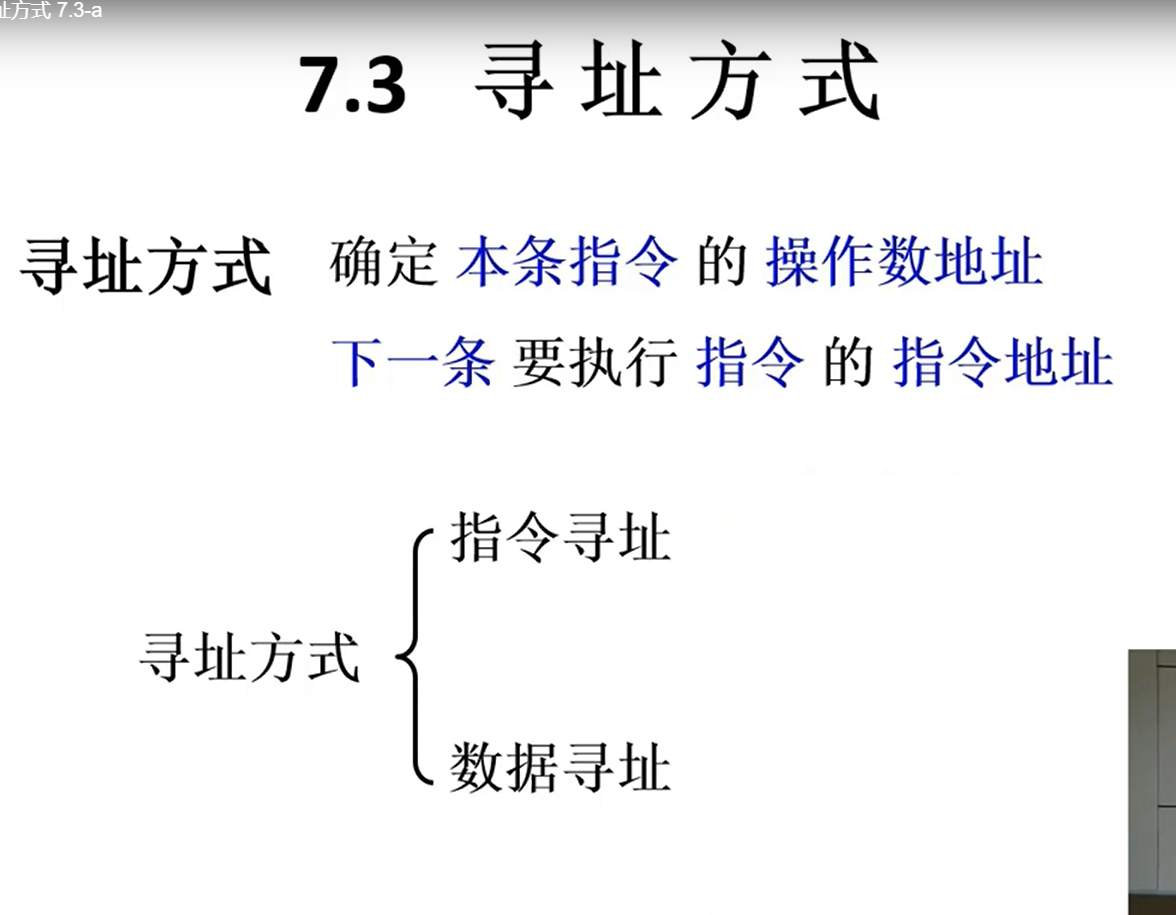 址方式 7.3-a
7.3 寻址方式
寻址方式 确定 本条指令 的 操作数地址
下一条 要执行 指令 的 指令地址
指令寻址
寻址方式
数据寻址